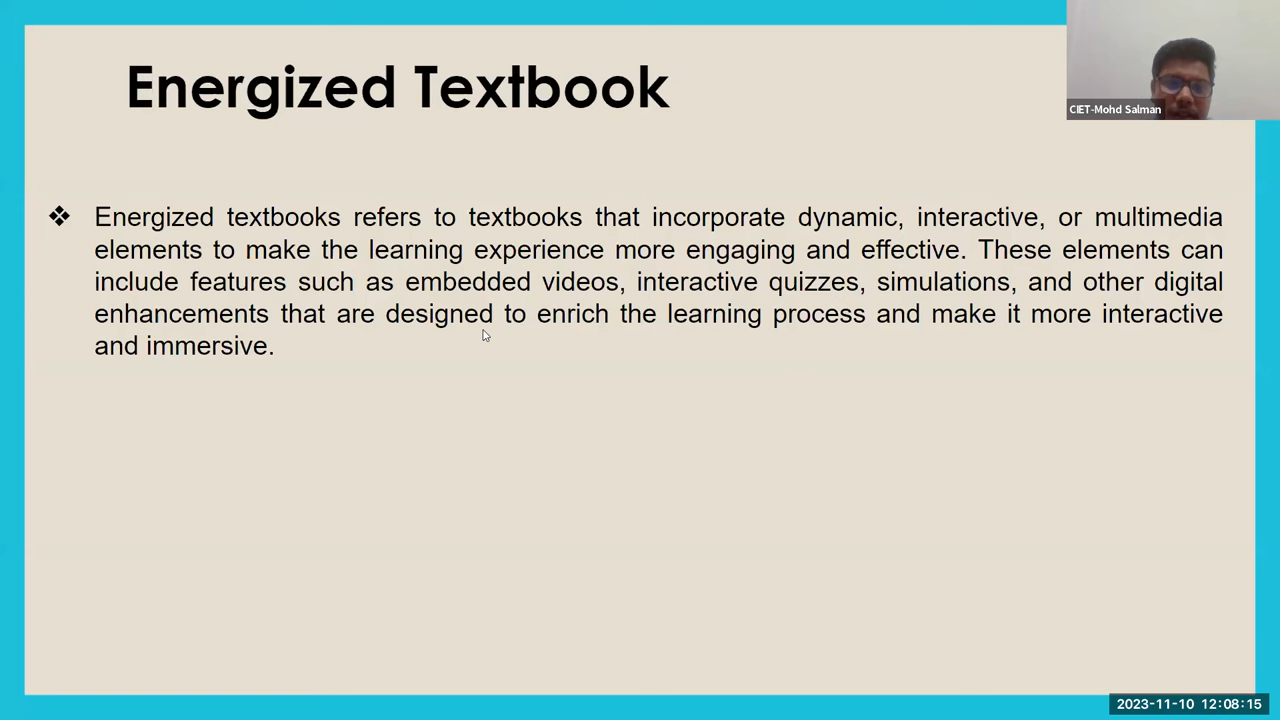 Energized Textbook
CIET-Mohd Salman
❖ Energized textbooks refers to textbooks that incorporate dynamic, interactive, or multimedia
elements to make the learning experience more engaging and effective. These elements can
include features such as embedded videos, interactive quizzes, simulations, and other digital
enhancements that are designed to enrich the learning process and make it more interactive
and immersive.
2023-11-10 12:08:15